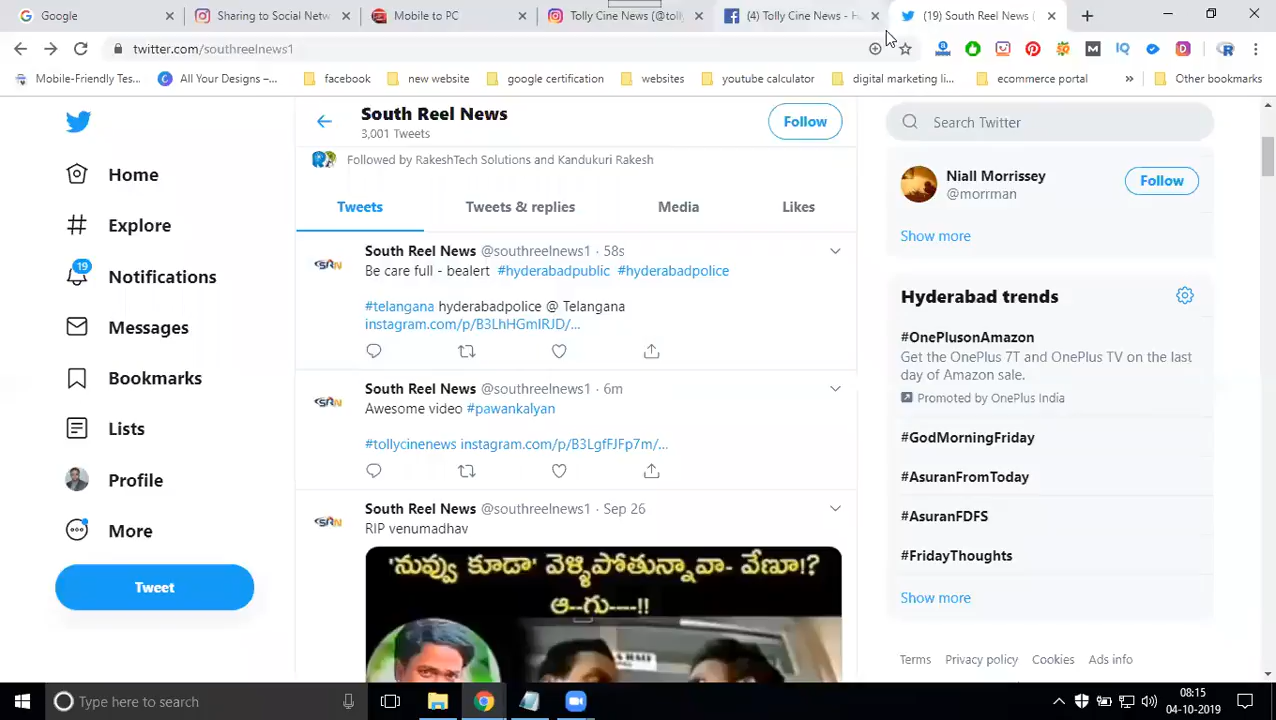 Google
Sharing to Social Netw
Mobile to PC
Tolly Cine News (@tolly
(4) Tolly Cine News - H
(19) South Reel News (
twitter.com/southreelnews1
Mobile-Friendly Tes...
All Your Designs –...
facebook
new website
google certification
websites
youtube calculator
digital marketing li...
ecommerce portal
Other bookmarks
South Reel News
3,001 Tweets
Follow
Search Twitter
Followed by RakeshTech Solutions and Kandukuri Rakesh
Tweets
Tweets & replies
Media
Likes
Home
Explore
19
Notifications
Messages
Bookmarks
Lists
Profile
More
Tweet
South Reel News @southreelnews1 · 58s
Be care full - bealert #hyderabadpublic #hyderabadpolice
#telangana hyderabadpolice @ Telangana
instagram.com/p/B3LhHGmIRJD/...
South Reel News @southreelnews1 · 6m
Awesome video #pawankalyan
#tollycinenews instagram.com/p/B3LgfFJFp7m/...
South Reel News @southreelnews1 · Sep 26
RIP venumadhav
'నువ్వు కూడా' వెళ్ళిపోతున్నావా- వేణూ!?
ఆ--గు----!!
Niall Morrissey
@morrman
Follow
Show more
Hyderabad trends
#OnePlusonAmazon
Get the OnePlus 7T and OnePlus TV on the last
day of Amazon sale.
Promoted by OnePlus India
#GodMorningFriday
#AsuranFromToday
#AsuranFDFS
#FridayThoughts
Show more
Terms Privacy policy Cookies Ads info
Type here to search
08:15
04-10-2019